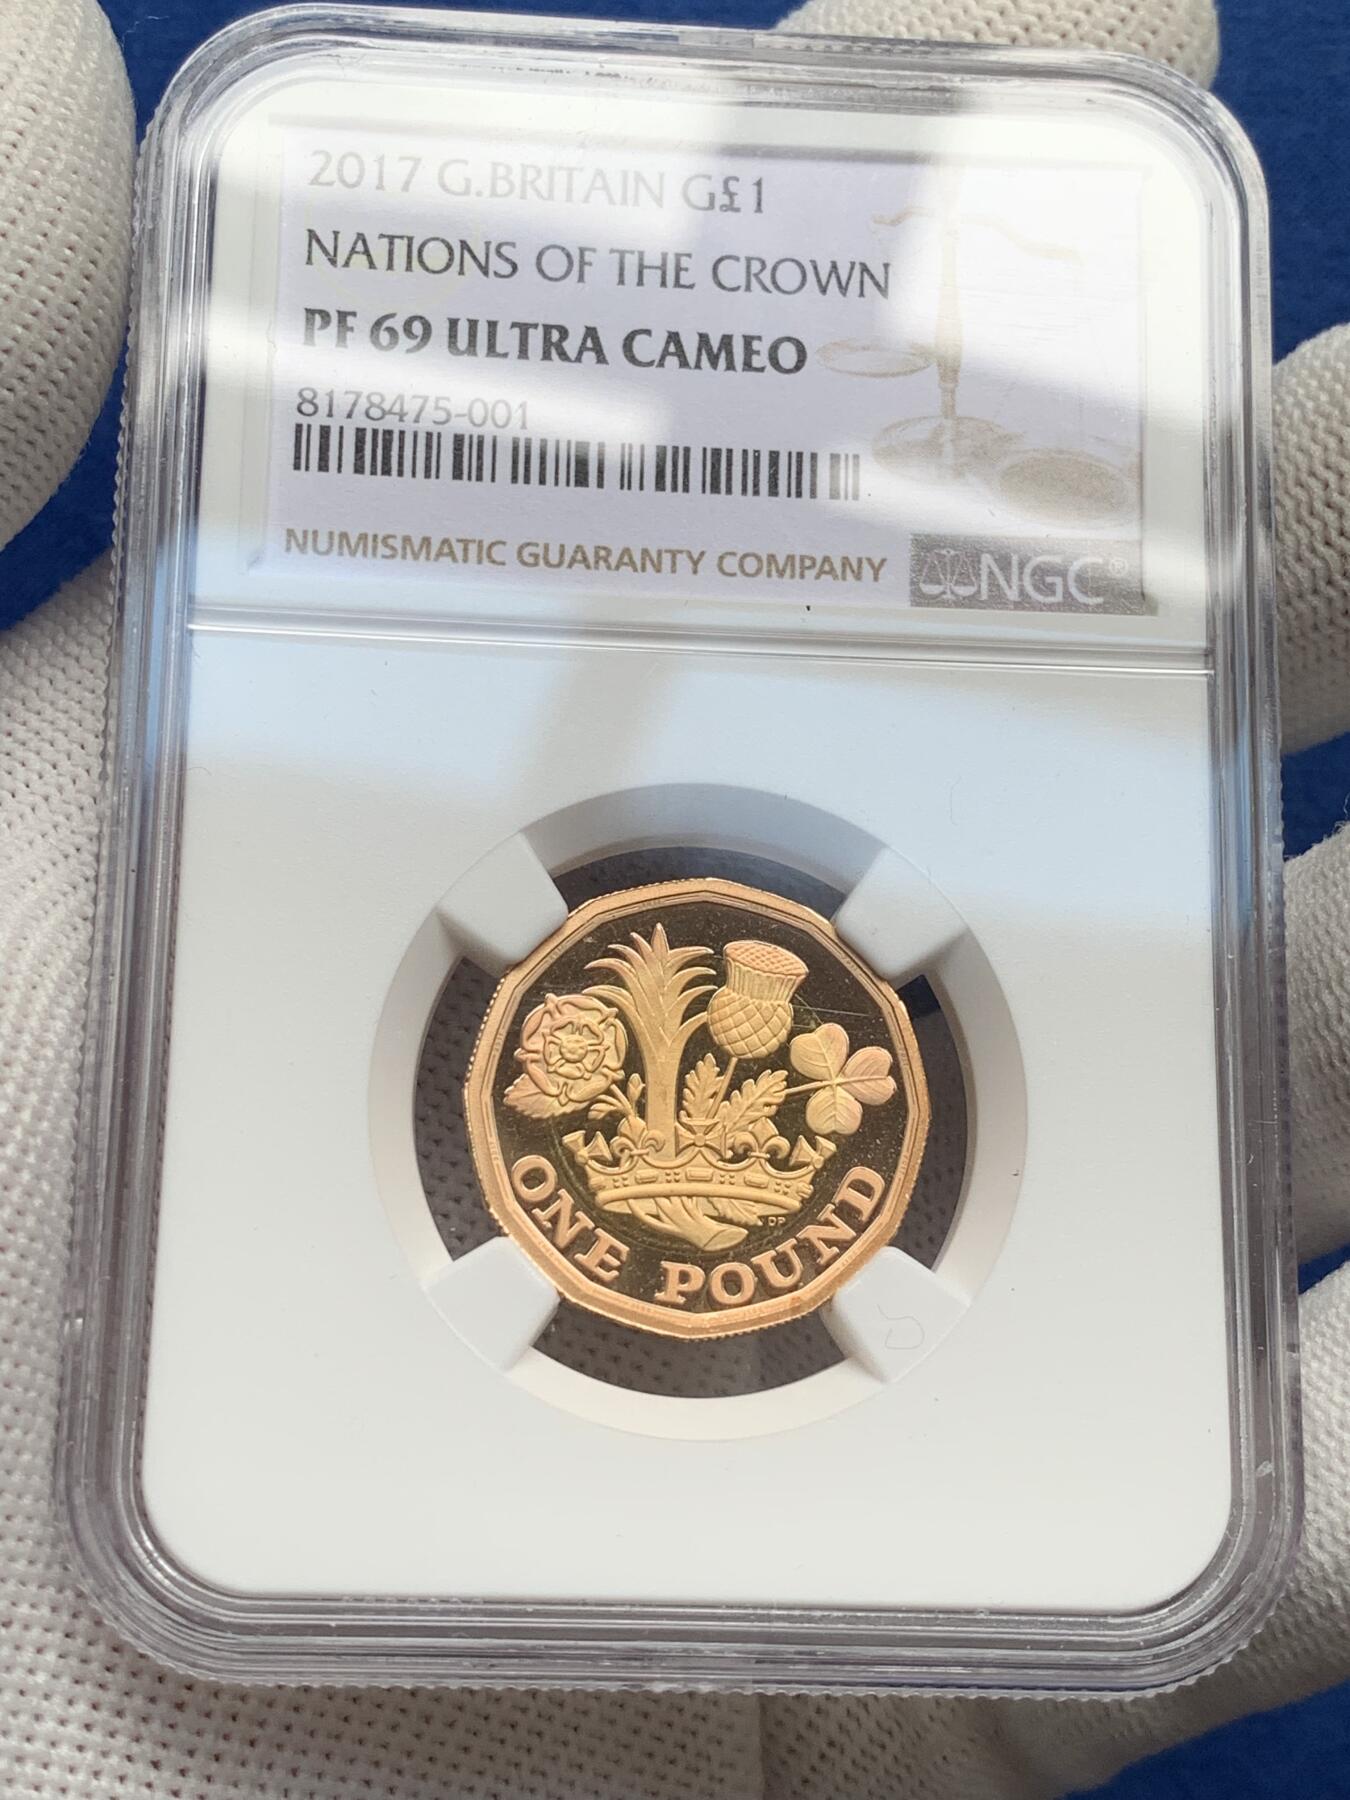 2017 G.BRITAIN G£1
NATIONS OF THE CROWN
PF 69 ULTRA CAMEO
8178475-001
NUMISMATIC GUARANTY COMPANY
NGC®
DP
ONE POUND